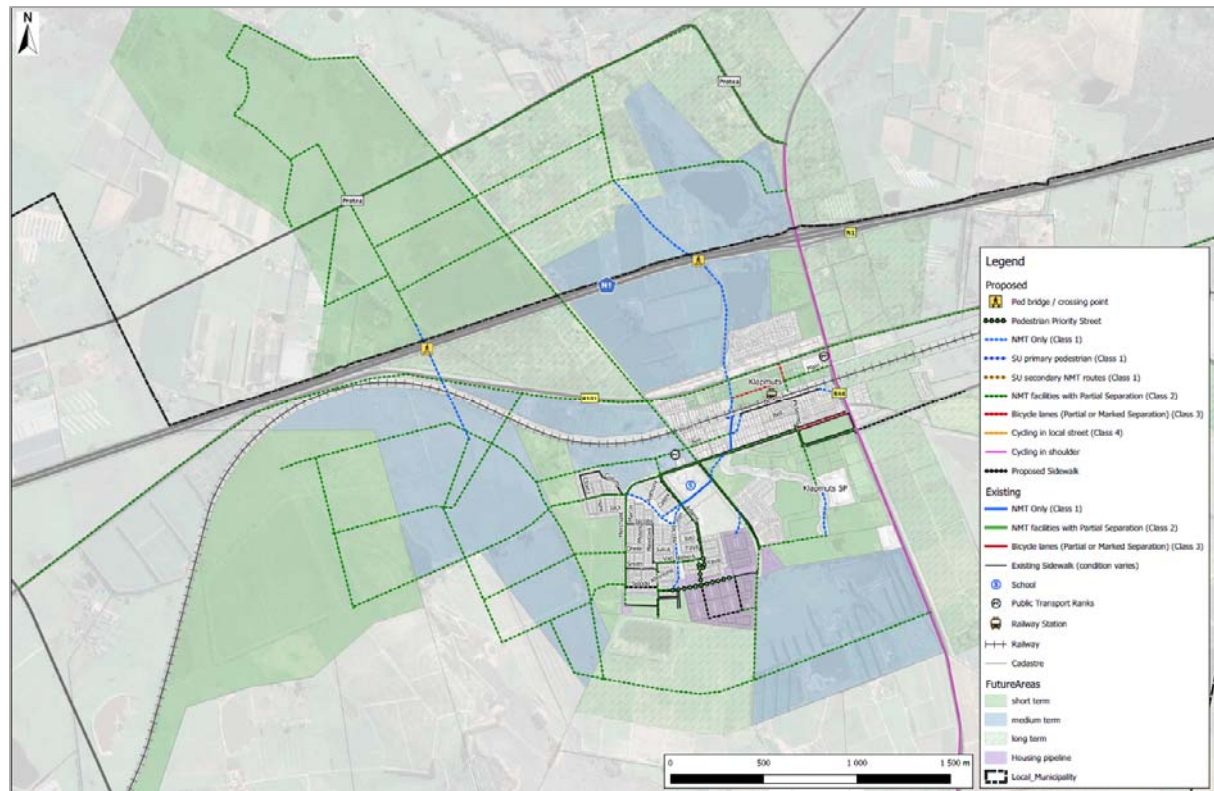 N
Protea
Protea
N1
N1
R101
Klapmuts
R44
Klapmuts SP
0 500 1 000 1 500 m
Legend
Proposed
Ped bridge / crossing point
Pedestrian Priority Street
NMT Only (Class 1)
SU primary pedestrian (Class 1)
SU secondary NMT routes (Class 1)
NMT facilities with Partial Separation (Class 2)
Bicycle lanes (Partial or Marked Separation) (Class 3)
Cycling in local street (Class 4)
Cycling in shoulder
Proposed Sidewalk
Existing
NMT Only (Class 1)
NMT facilities with Partial Separation (Class 2)
Bicycle lanes (Partial or Marked Separation) (Class 3)
Existing Sidewalk (condition varies)
School
Public Transport Ranks
Railway Station
Railway
Cadastre
FutureAreas
short term
medium term
long term
Housing pipeline
Local_Municipality